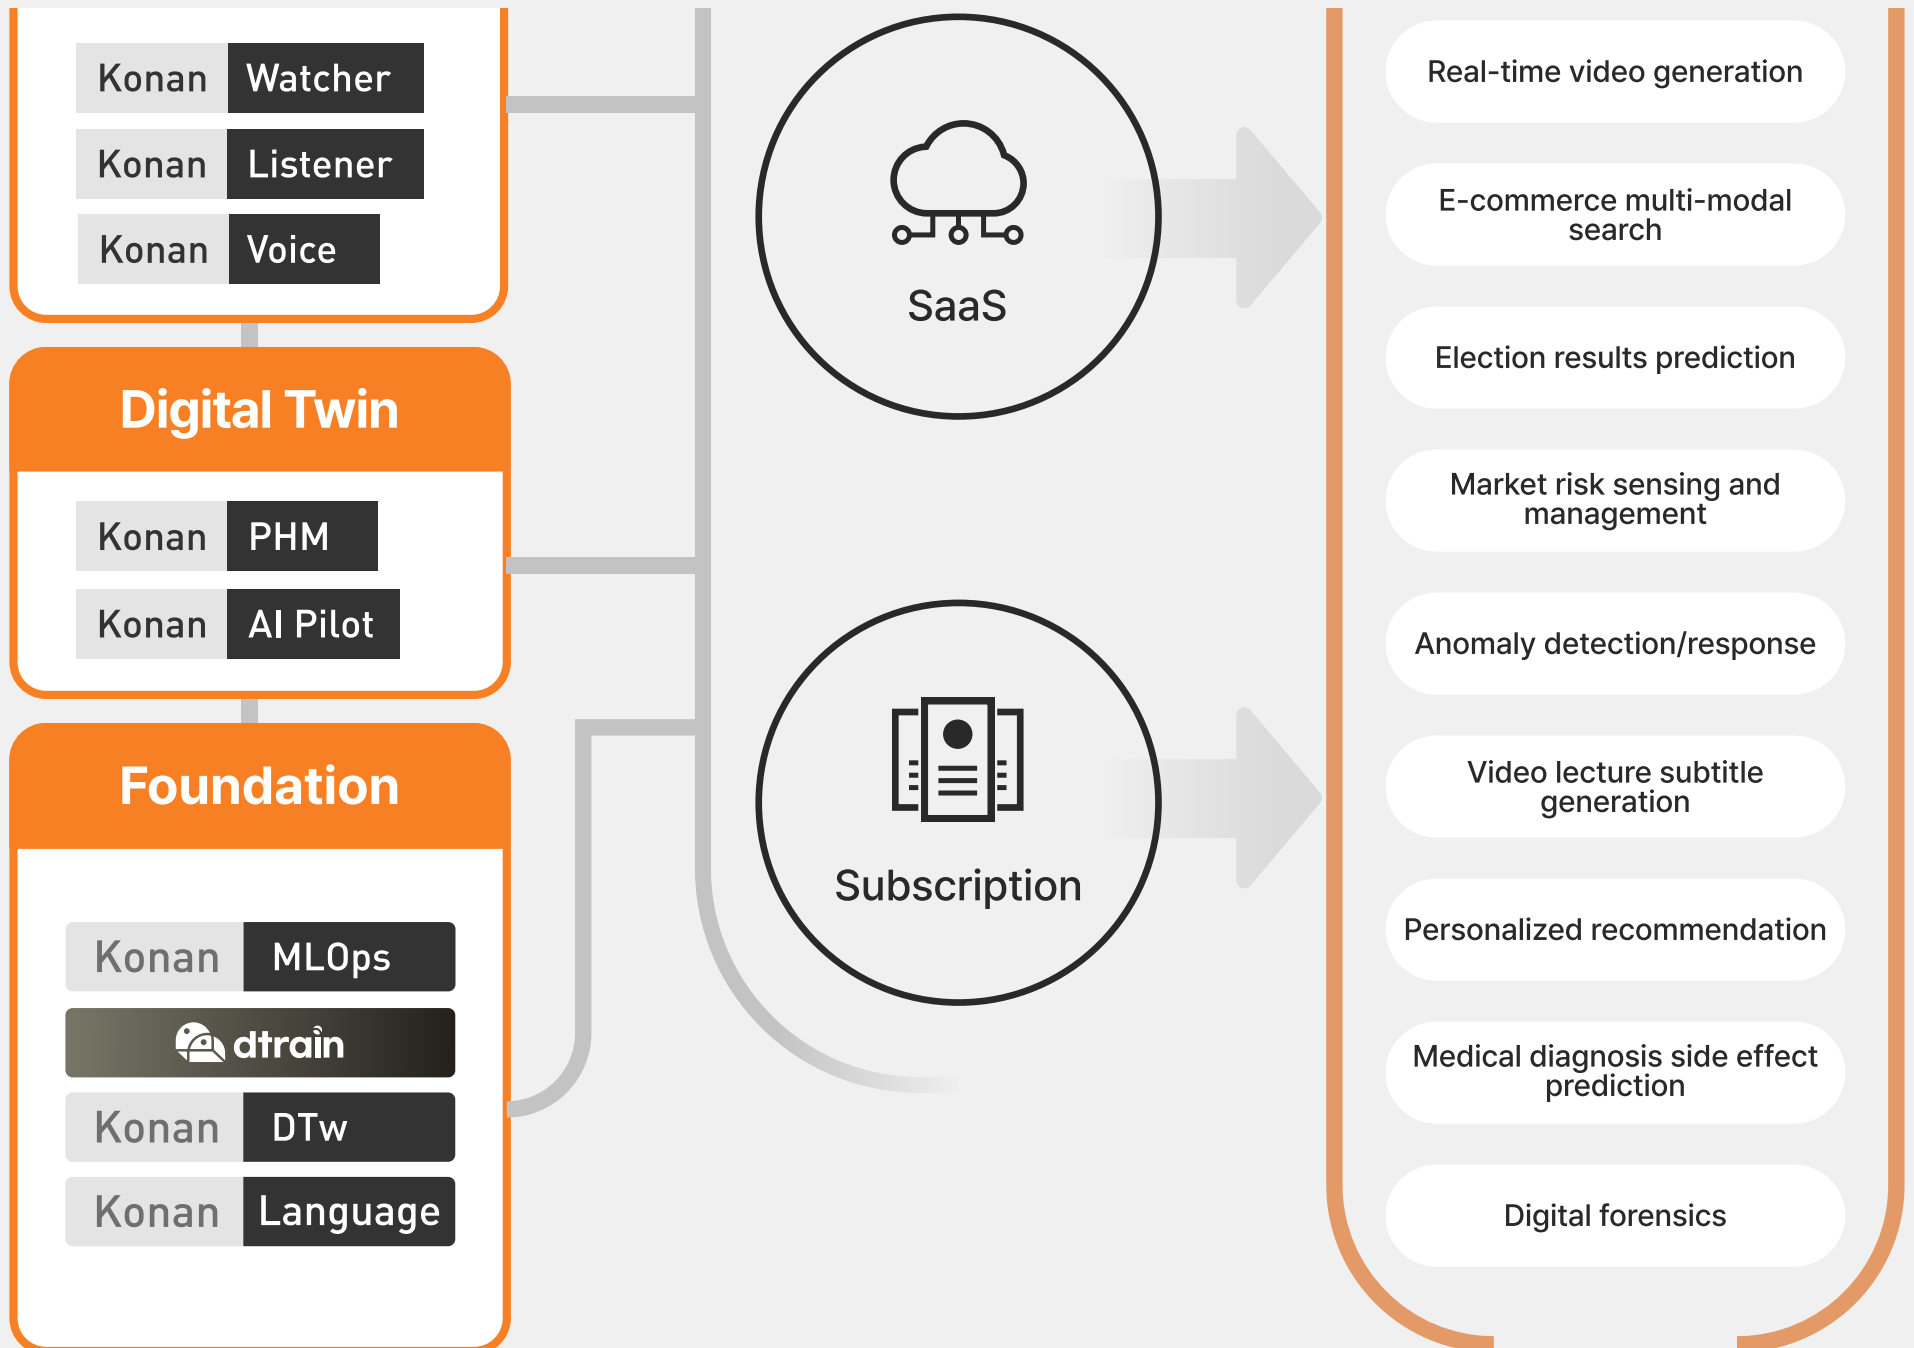 Konan Watcher
Konan Listener
Konan Voice
Digital Twin
Konan PHM
Konan AI Pilot
Foundation
Konan MLOps
dtrain
Konan DTw
Konan Language
SaaS
Subscription
Real-time video generation
E-commerce multi-modal
search
Election results prediction
Market risk sensing and
management
Anomaly detection/response
Video lecture subtitle
generation
Personalized recommendation
Medical diagnosis side effect
prediction
Digital forensics